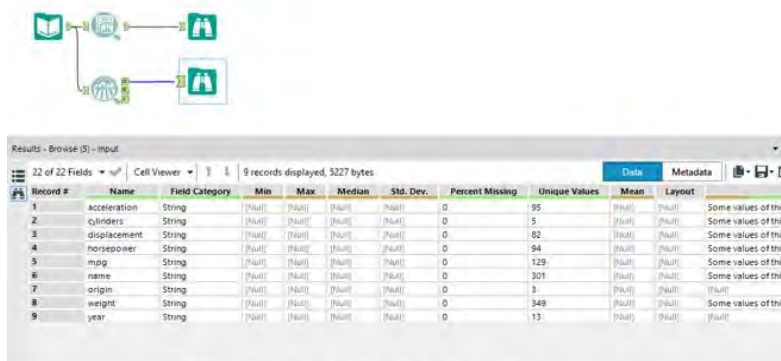 Results - Browse (5) - Input
22 of 22 Fields Cell Viewer 9 records displayed, 5227 bytes Data Metadata
Record # Name Field Category Min Max Median Std. Dev. Percent Missing Unique Values Mean Layout
1 acceleration String [Null] [Null] [Null] [Null] 0 95 [Null] [Null] Some values of thi
2 cylinders String [Null] [Null] [Null] [Null] 0 5 [Null] [Null] Some values of thi
3 displacement String [Null] [Null] [Null] [Null] 0 82 [Null] [Null] Some values of thi
4 horsepower String [Null] [Null] [Null] [Null] 0 94 [Null] [Null] Some values of thi
5 mpg String [Null] [Null] [Null] [Null] 0 129 [Null] [Null] Some values of thi
6 name String [Null] [Null] [Null] [Null] 0 301 [Null] [Null] Some values of thi
7 origin String [Null] [Null] [Null] [Null] 0 3 [Null] [Null] [Null]
8 weight String [Null] [Null] [Null] [Null] 0 349 [Null] [Null] Some values of thi
9 year String [Null] [Null] [Null] [Null] 0 13 [Null] [Null] [Null]